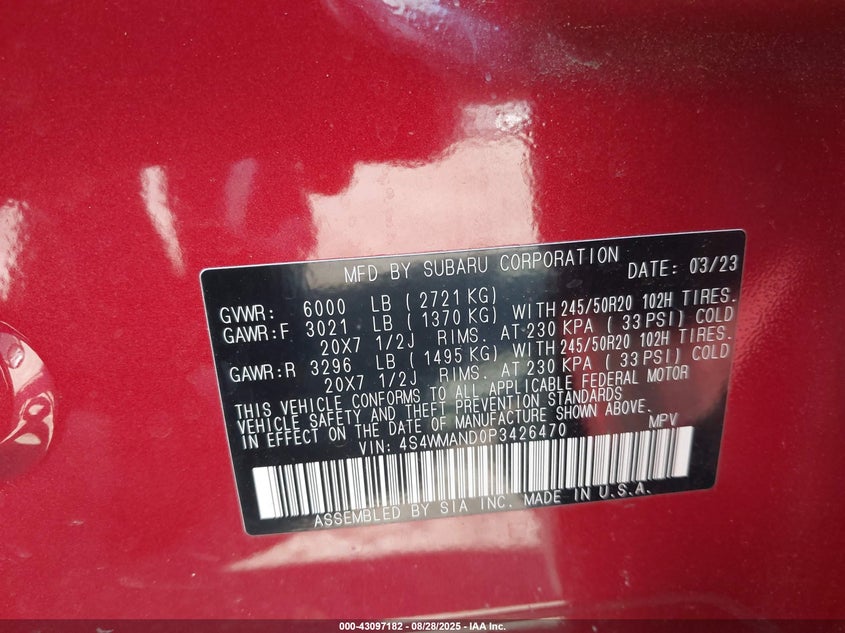 MFD BY SUBARU CORPORATION DATE: 03/23
GVWR: 6000 LB ( 2721 KG)
GAWR:F 3021 LB ( 1370 KG) WITH 245/50R20 102H TIRES.
20X7 1/2J RIMS. AT 230 KPA ( 33 PSI) COLD
GAWR:R 3296 LB ( 1495 KG) WITH 245/50R20 102H TIRES.
20X7 1/2J RIMS. AT 230 KPA ( 33 PSI) COLD
THIS VEHICLE CONFORMS TO ALL APPLICABLE FEDERAL MOTOR
VEHICLE SAFETY AND THEFT PREVENTION STANDARDS
IN EFFECT ON THE DATE OF MANUFACTURE SHOWN ABOVE.
VIN: 4S4WMAND0P3426470 MPV
ASSEMBLED BY SIA INC. MADE IN U.S.A.
000-43097182 | 08/28/2025 | IAA Inc.